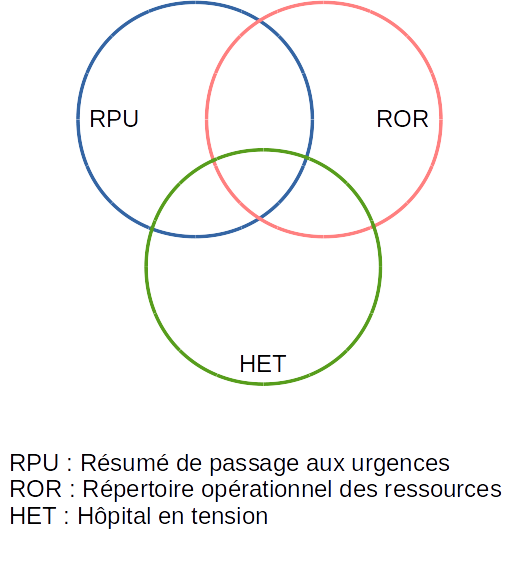 RPU
ROR
HET
RPU : Résumé de passage aux urgences
ROR : Répertoire opérationnel des ressources
HET : Hôpital en tension